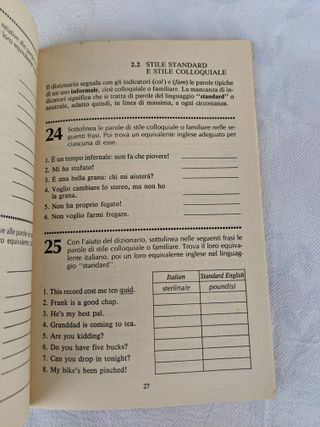 relative alle
loro equivalente i
2.2 STILE STANDARD
E STILE COLLOQUIALE
Il dizionario segnala con gli indicatori (col) e (fam) le parole tipiche
di un uso informale, cioè colloquiale o familiare. La mancanza di in-
dicatori significa che si tratta di parole del linguaggio "standard" o
neutrale, adatto quindi, in linea di massima, a ogni circostanza.
24 Sottolinea le parole di stile colloquiale o familiare nelle se-
guenti frasi. Poi trova un equivalente inglese adeguato per
ciascuna di esse.
1. È un tempo infernale: non fa che piovere!
2. Mi ha stufato!
3. È una bella grana: chi mi aiuterà?
4. Voglio cambiare lo stereo, ma non ho
la grana.
5. Non ha proprio fegato!
6. Non voglio farmi fregare.
ve alle parole e
loro equivalente i
25 Con l'aiuto del dizionario, sottolinea nelle seguenti frasi le
parole di stile colloquiale o familiare. Trova il loro equiva-
lente italiano, poi un loro equivalente inglese nel linguag-
gio "standard".
Italian Standard English
sterlina/e pound(s)
1. This record cost me ten quid.
2. Frank is a good chap.
3. He's my best pal.
4. Granddad is coming to tea.
5. Are you kidding?
6. Do you have five bucks?
7. Can you drop in tonight?
8. My bike's been pinched!
27